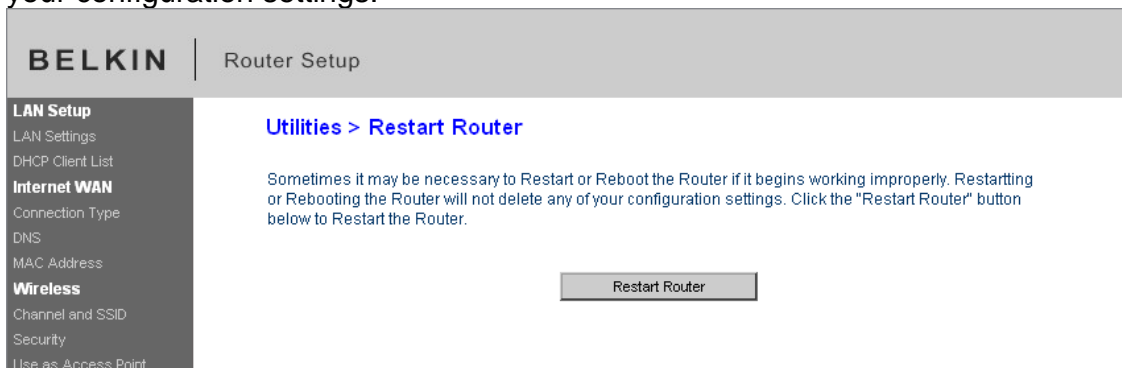 your configuration settings.
BELKIN
Router Setup
LAN Setup
LAN Settings
DHCP Client List
Internet WAN
Connection Type
DNS
MAC Address
Wireless
Channel and SSID
Security
Use as Access Point
Utilities > Restart Router
Sometimes it may be necessary to Restart or Reboot the Router if it begins working improperly. Restartting
or Rebooting the Router will not delete any of your configuration settings. Click the "Restart Router" button
below to Restart the Router.
Restart Router